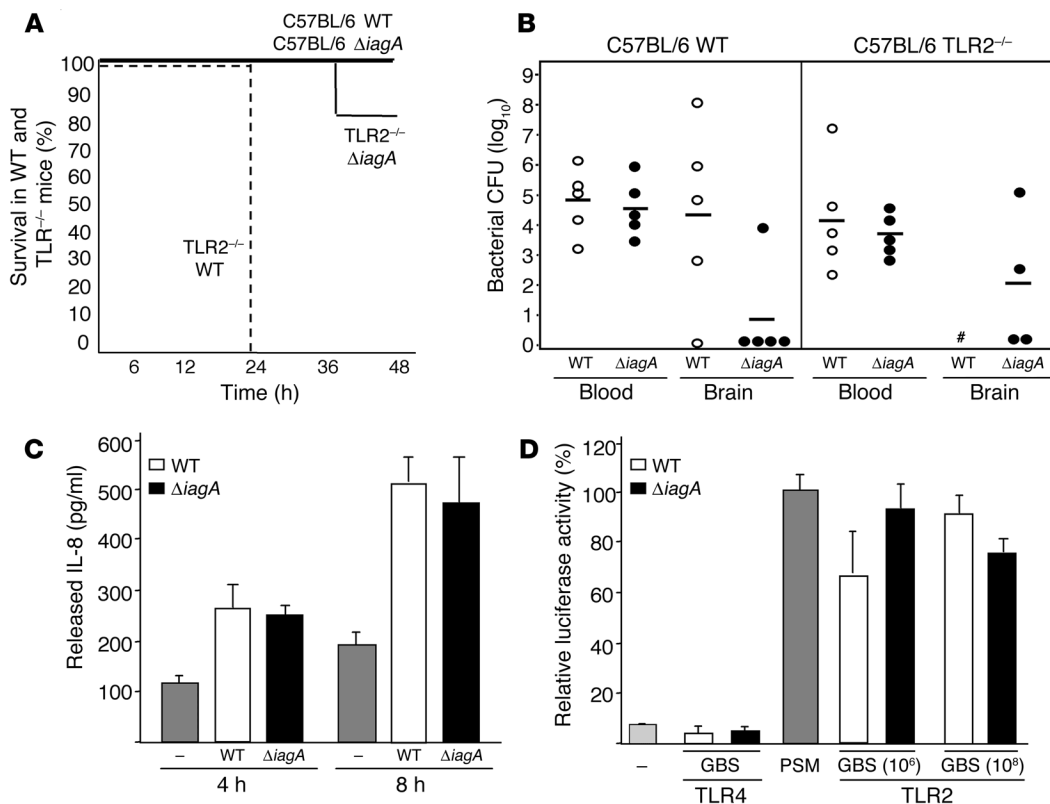 A
C57BL/6 WT
C57BL/6 ΔiagA
Survival in WT and
TLR⁻/⁻ mice (%)
100
90
80
70
60
50
40
30
20
10
0
TLR2⁻/⁻
ΔiagA
TLR2⁻/⁻
WT
6 12 24 36 48
Time (h)
B
C57BL/6 WT C57BL/6 TLR2⁻/⁻
Bacterial CFU (log₁₀)
9
8
7
6
5
4
3
2
1
0
#
WT ΔiagA WT ΔiagA WT ΔiagA WT ΔiagA
Blood Brain Blood Brain
C
Released IL-8 (pg/ml)
600
500
300
200
100
WT
ΔiagA
– WT ΔiagA – WT ΔiagA
4 h 8 h
D
Relative luciferase activity (%)
120
100
80
60
40
20
WT
ΔiagA
– GBS PSM GBS (10⁶) GBS (10⁸)
TLR4 TLR2